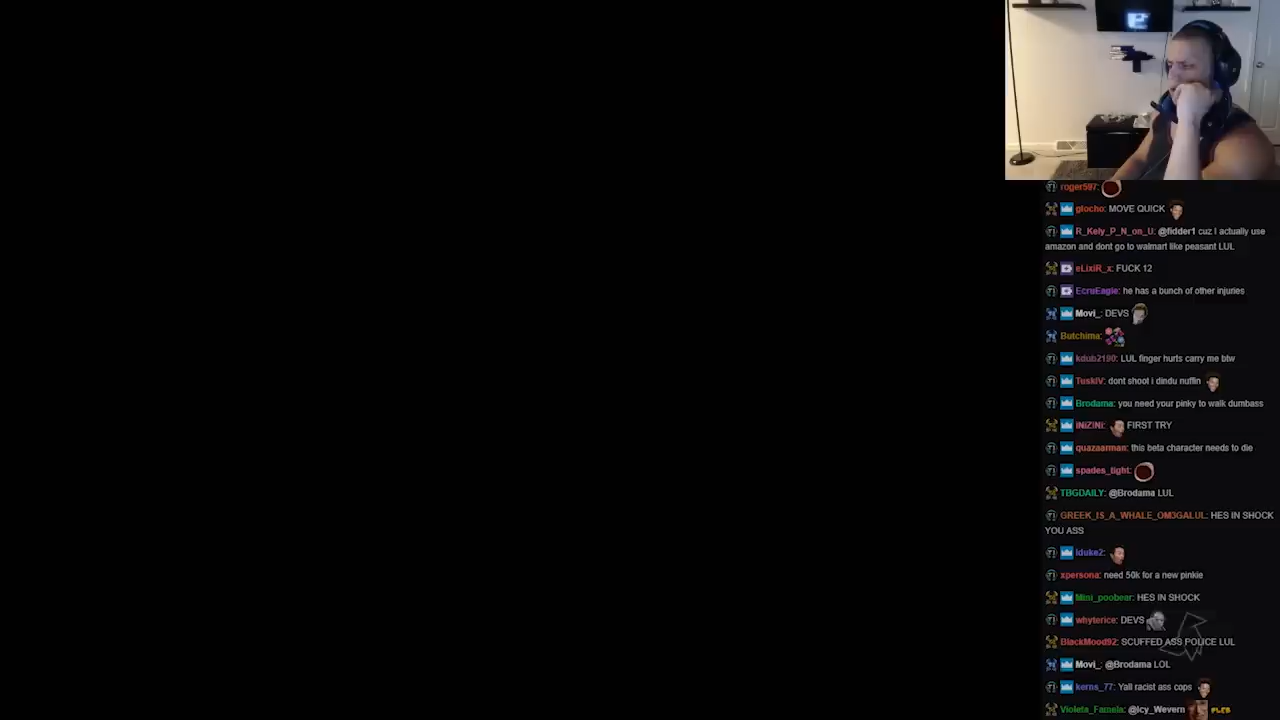 roger597:
glocho: MOVE QUICK
R_Kely_P_N_on_U: @fidder1 cuz I actually use
amazon and dont go to walmart like peasant LUL
eLixiR_x: FUCK 12
EcruEagle: he has a bunch of other injuries
Movi_: DEVS
Butchima:
kdub2190: LUL finger hurts carry me btw
TuskIV: dont shoot i dindu nuffin
Brodama: you need your pinky to walk dumbass
INIZINI: FIRST TRY
quazaarman: this beta character needs to die
spades_tight:
TBGDAILY: @Brodama LUL
GREEK_IS_A_WHALE_OM3GALUL: HES IN SHOCK
YOU ASS
lduke2:
xpersona: need 50k for a new pinkie
Mini_poobear: HES IN SHOCK
whyterice: DEVS
BlackMood92: SCUFFED ASS POLICE LUL
Movi_: @Brodama LOL
kerns_77: Yall racist ass cops
Violets_Famala: @Icy_Wevern PLEB